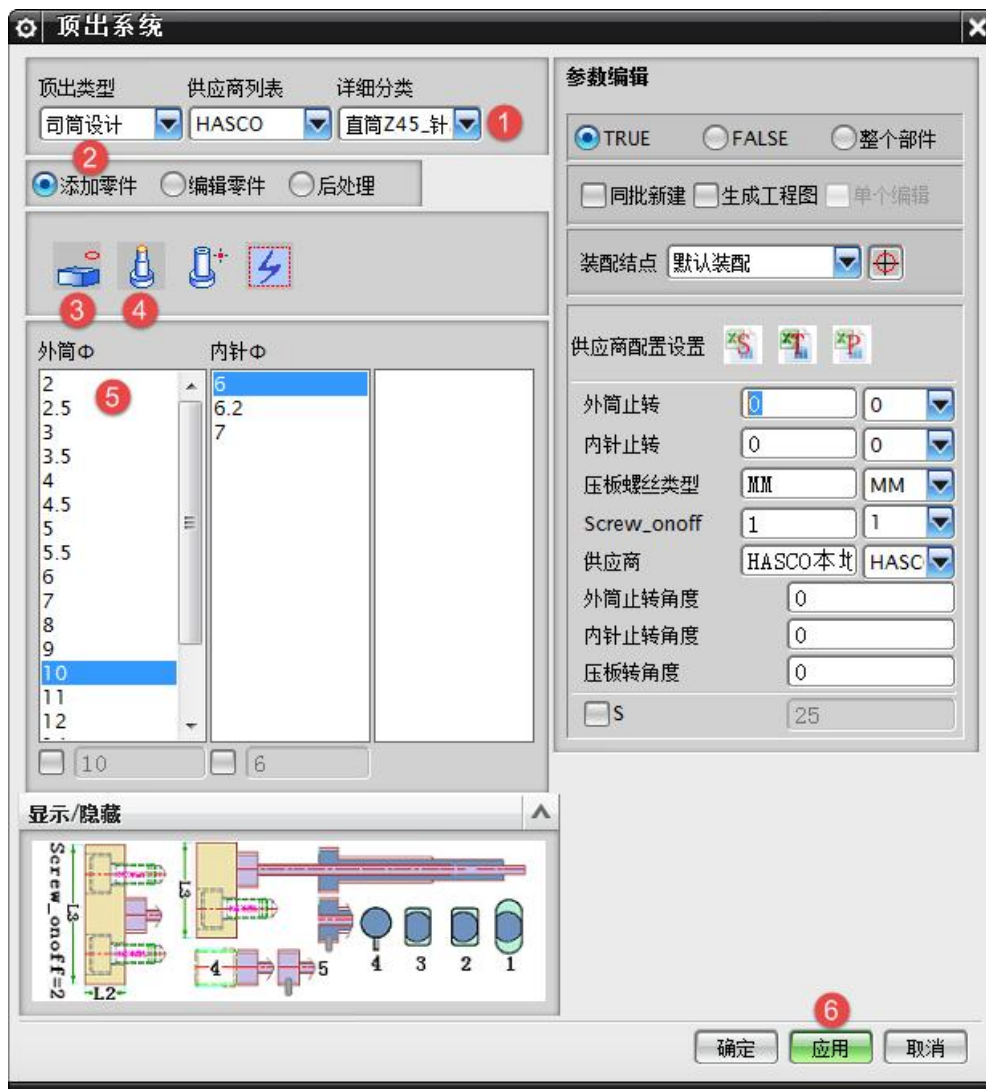 顶出系统
顶出类型 供应商列表 详细分类
司筒设计 HASCO 直筒Z45_针 1
2
添加零件 编辑零件 后处理
3 4
外筒Φ 内针Φ
2 6
2.5 5 6.2
3 7
3.5
4
4.5
5
5.5
6
7
8
9
10
11
12
10 6
显示/隐藏
Screw_onoff=2
L3
L2
L3
4 5
4 3 2 1
参数编辑
TRUE FALSE 整个部件
同批新建 生成工程图 单个编辑
装配结点 默认装配
供应商配置设置 S T P
外筒止转 0 0
内针止转 0 0
压板螺丝类型 MM MM
Screw_onoff 1 1
供应商 HASCO本地 HASC
外筒止转角度 0
内针止转角度 0
压板转角度 0
S 25
6
确定 应用 取消